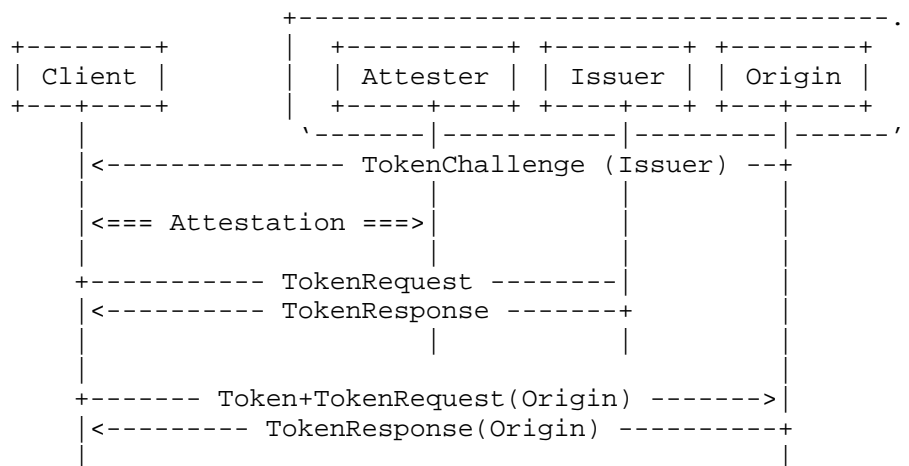 Client Attester Issuer Origin
TokenChallenge (Issuer)
Attestation
TokenRequest
TokenResponse
Token+TokenRequest(Origin)
TokenResponse(Origin)